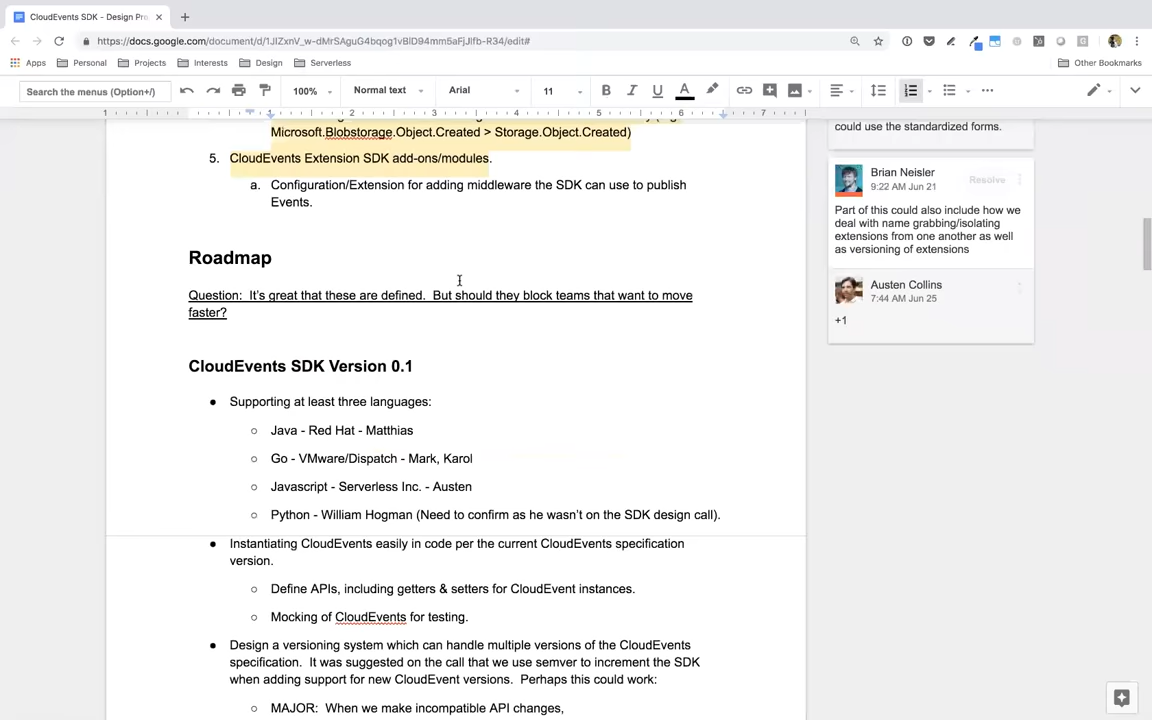 CloudEvents SDK - Design Pro
https://docs.google.com/document/d/1JIZxnV_w-dMrSAguG4bqog1vBlD94mm5aFjJlfb-R34/edit#
Apps Personal Projects Interests Design Serverless Other Bookmarks
Search the menus (Option+/) 100% Normal text Arial 11
1 1 2 3 4 5 6 7
Microsoft.Blobstorage.Object.Created > Storage.Object.Created)
5. CloudEvents Extension SDK add-ons/modules.
a. Configuration/Extension for adding middleware the SDK can use to publish
Events.
Roadmap
Question: It's great that these are defined. But should they block teams that want to move
faster?
CloudEvents SDK Version 0.1
● Supporting at least three languages:
○ Java - Red Hat - Matthias
○ Go - VMware/Dispatch - Mark, Karol
○ Javascript - Serverless Inc. - Austen
○ Python - William Hogman (Need to confirm as he wasn't on the SDK design call).
● Instantiating CloudEvents easily in code per the current CloudEvents specification
version.
○ Define APIs, including getters & setters for CloudEvent instances.
○ Mocking of CloudEvents for testing.
● Design a versioning system which can handle multiple versions of the CloudEvents
specification. It was suggested on the call that we use semver to increment the SDK
when adding support for new CloudEvent versions. Perhaps this could work:
○ MAJOR: When we make incompatible API changes,
could use the standardized forms.
Brian Neisler
9:22 AM Jun 21
Resolve
Part of this could also include how we
deal with name grabbing/isolating
extensions from one another as well
as versioning of extensions
Austen Collins
7:44 AM Jun 25
+1